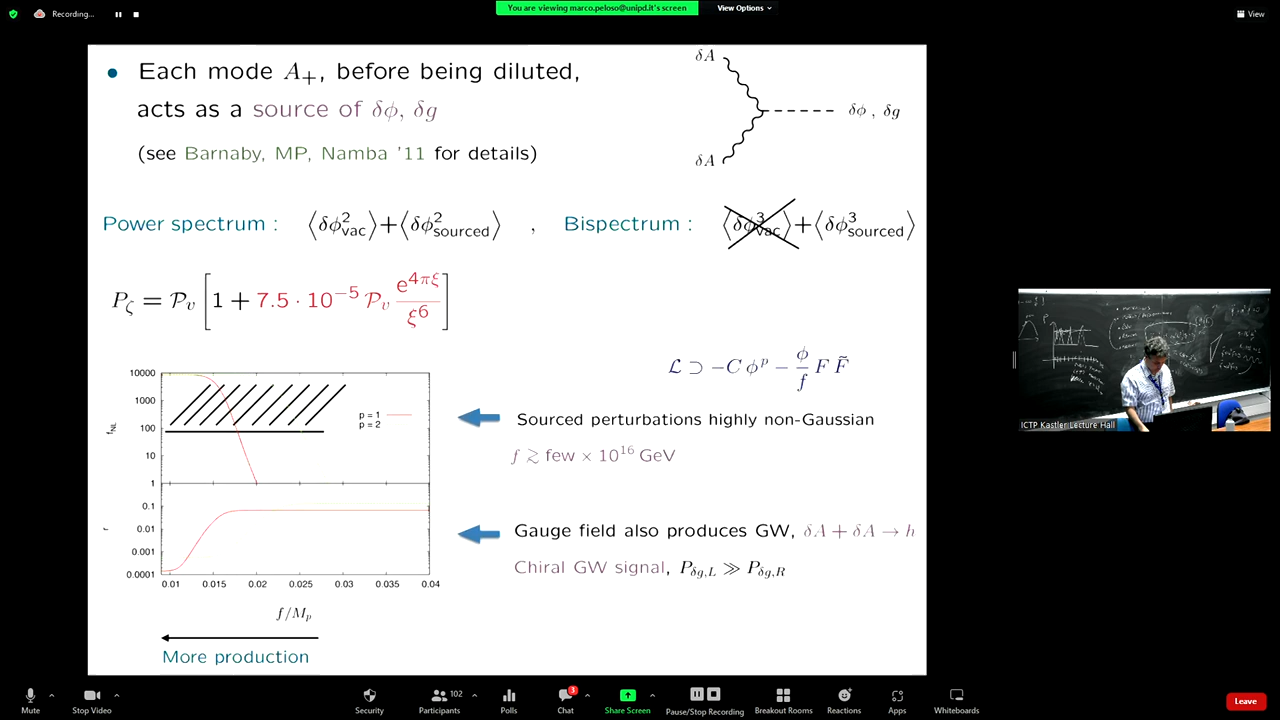 Recording...
You are viewing marco.peloso@unipd.it's screen
View Options
View
• Each mode A₊, before being diluted,
acts as a source of δϕ, δg
(see Barnaby, MP, Namba '11 for details)
δA
δϕ , δg
δA
Power spectrum : ⟨δϕ²_vac⟩+⟨δϕ²_sourced⟩ , Bispectrum : ⟨δϕ³_vac⟩+⟨δϕ³_sourced⟩
P_ζ = 𝒫_v [1 + 7.5 · 10⁻⁵ 𝒫_v e^{4πξ}/ξ⁶]
ℒ ⊃ −C ϕ^p − ϕ/f F F̃
10000
1000
100
10
1
f_NL
p = 1
p = 2
Sourced perturbations highly non-Gaussian
f ≳ few × 10¹⁶ GeV
0.1
0.01
0.001
0.0001
r
0.01 0.015 0.02 0.025 0.03 0.035 0.04
f/M_p
More production
Gauge field also produces GW, δA + δA → h
Chiral GW signal, P_{δg,L} ≫ P_{δg,R}
ICTP Kastler Lecture Hall
Mute
Stop Video
Security
Participants
102
Polls
Chat
3
Share Screen
Pause/Stop Recording
Breakout Rooms
Reactions
Apps
Whiteboards
Leave